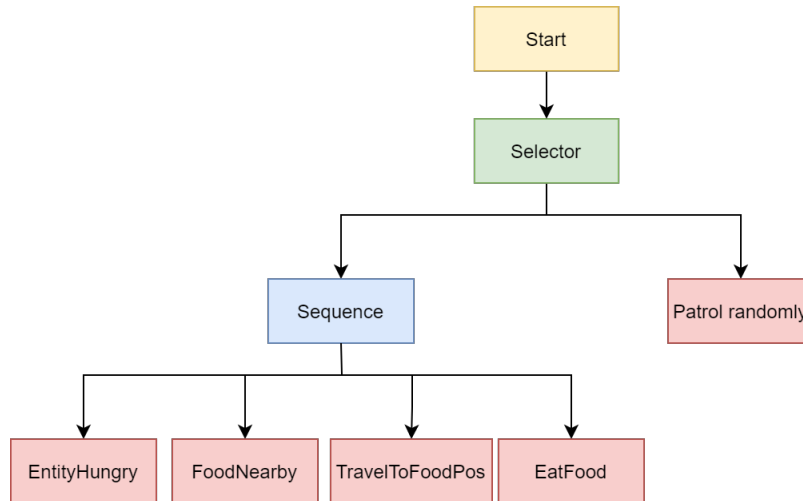 Start
Selector
Sequence
Patrol randomly
EntityHungry
FoodNearby
TravelToFoodPos
EatFood